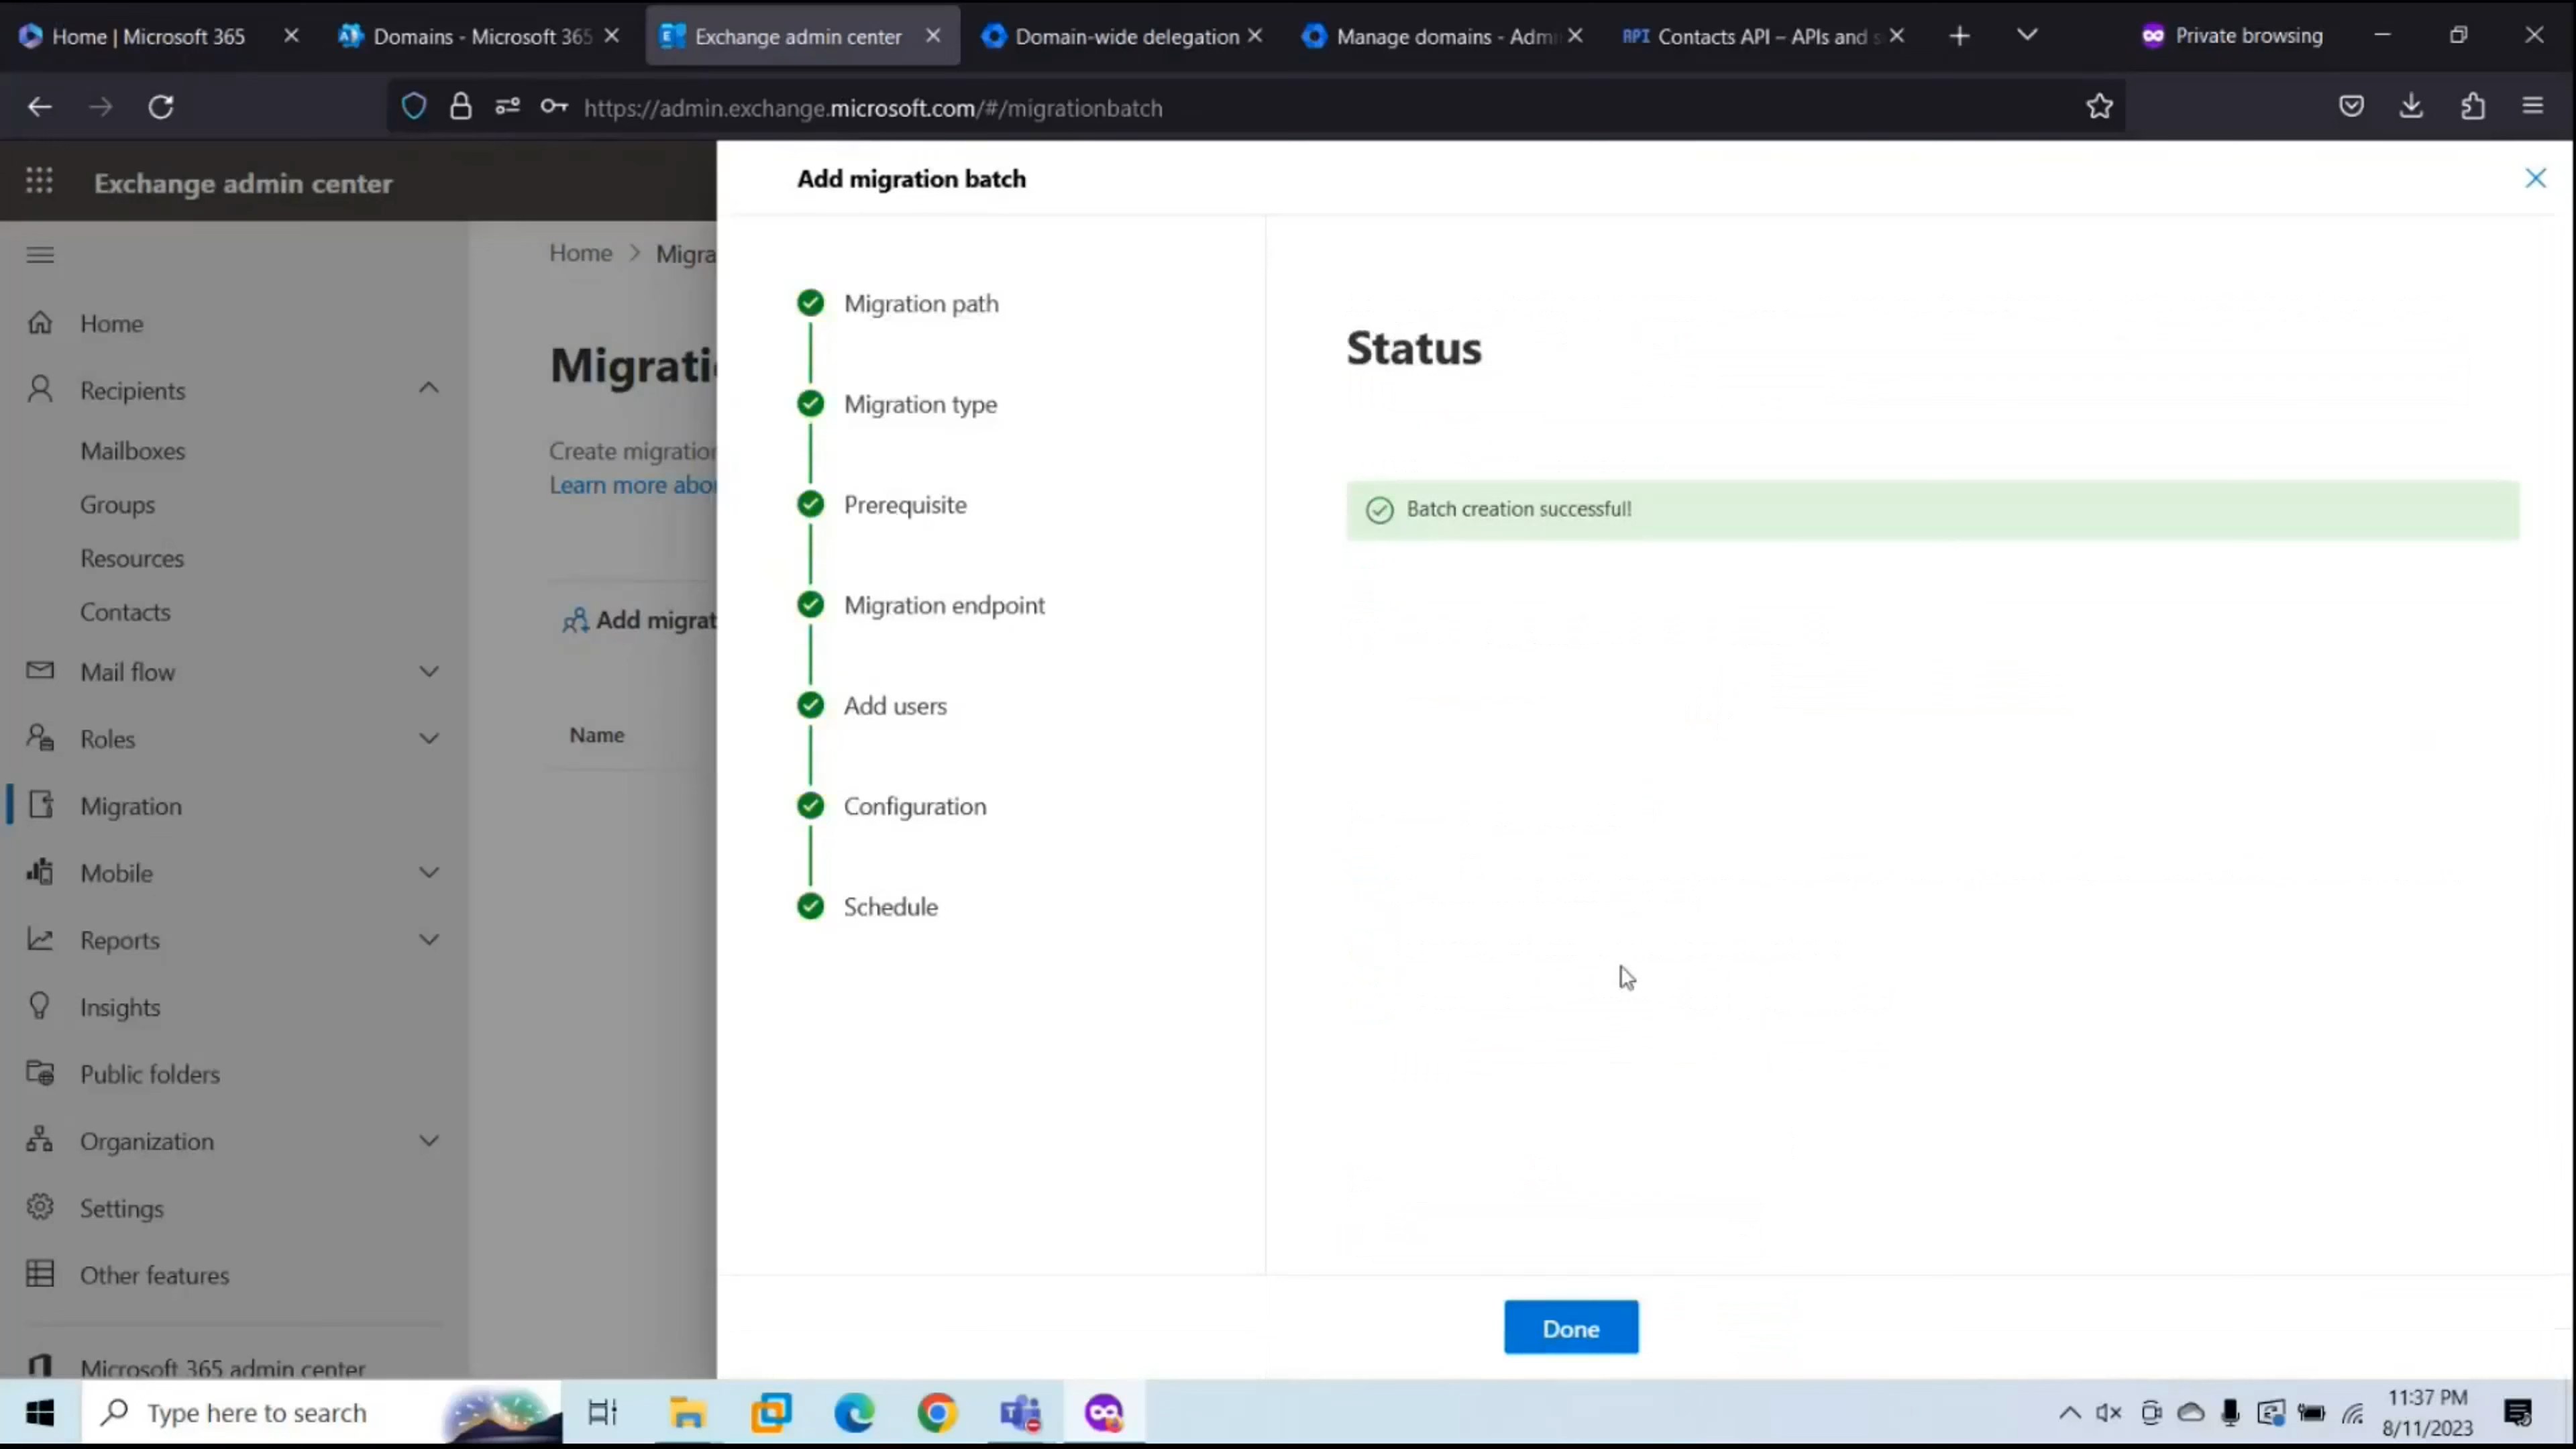 Home | Microsoft 365
Domains - Microsoft 365
Exchange admin center
Domain-wide delegation
Manage domains - Admi
API Contacts API – APIs and s
Private browsing
https://admin.exchange.microsoft.com/#/migrationbatch
Exchange admin center
Add migration batch
Home
Recipients
Mailboxes
Groups
Resources
Contacts
Mail flow
Roles
Migration
Mobile
Reports
Insights
Public folders
Organization
Settings
Other features
Microsoft 365 admin center
Home > Migra
Migrati
Create migration
Learn more abou
Add migrat
Name
Migration path
Migration type
Prerequisite
Migration endpoint
Add users
Configuration
Schedule
Status
Batch creation successful!
Done
Type here to search
11:37 PM
8/11/2023